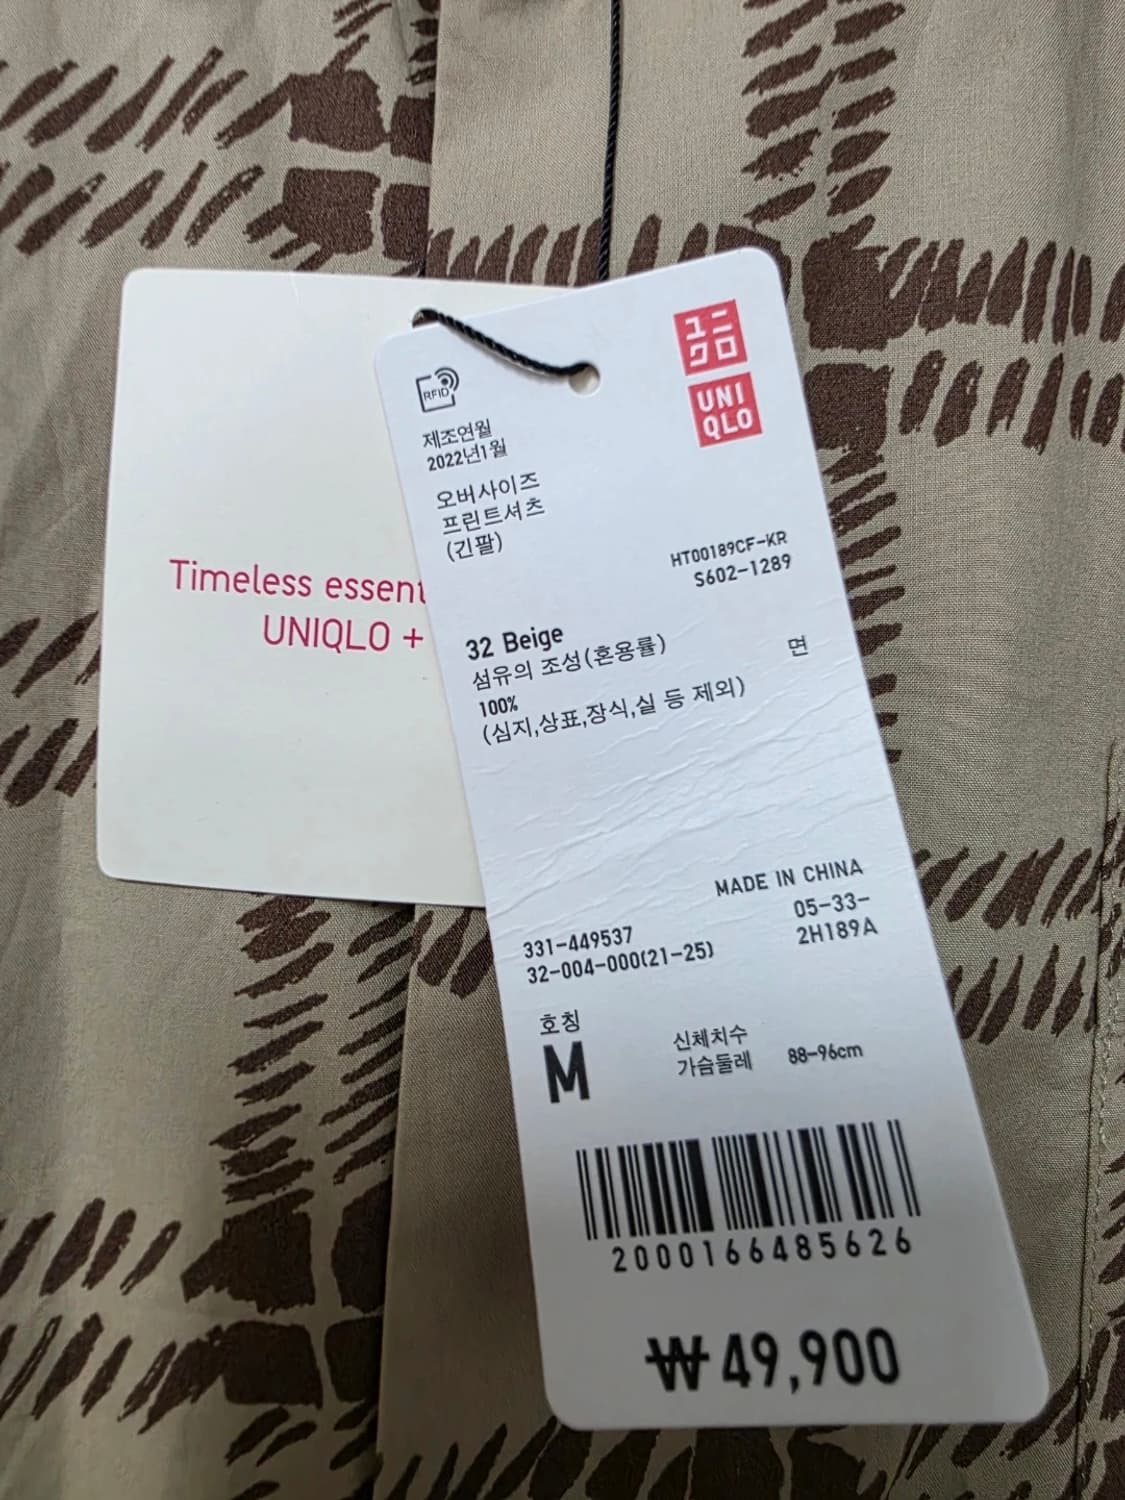 Timeless essent
UNIQLO +
RFID
ユニ
クロ
UNI
QLO
제조연월
2022년1월
오버사이즈
프린트셔츠
(긴팔)
HT00189CF-KR
S602-1289
32 Beige
섬유의 조성(혼용률) 면
100%
(심지,상표,장식,실 등 제외)
MADE IN CHINA
05-33-
2H189A
331-449537
32-004-000(21-25)
호칭
M
신체치수
가슴둘레 88-96cm
2000166485626
₩49,900